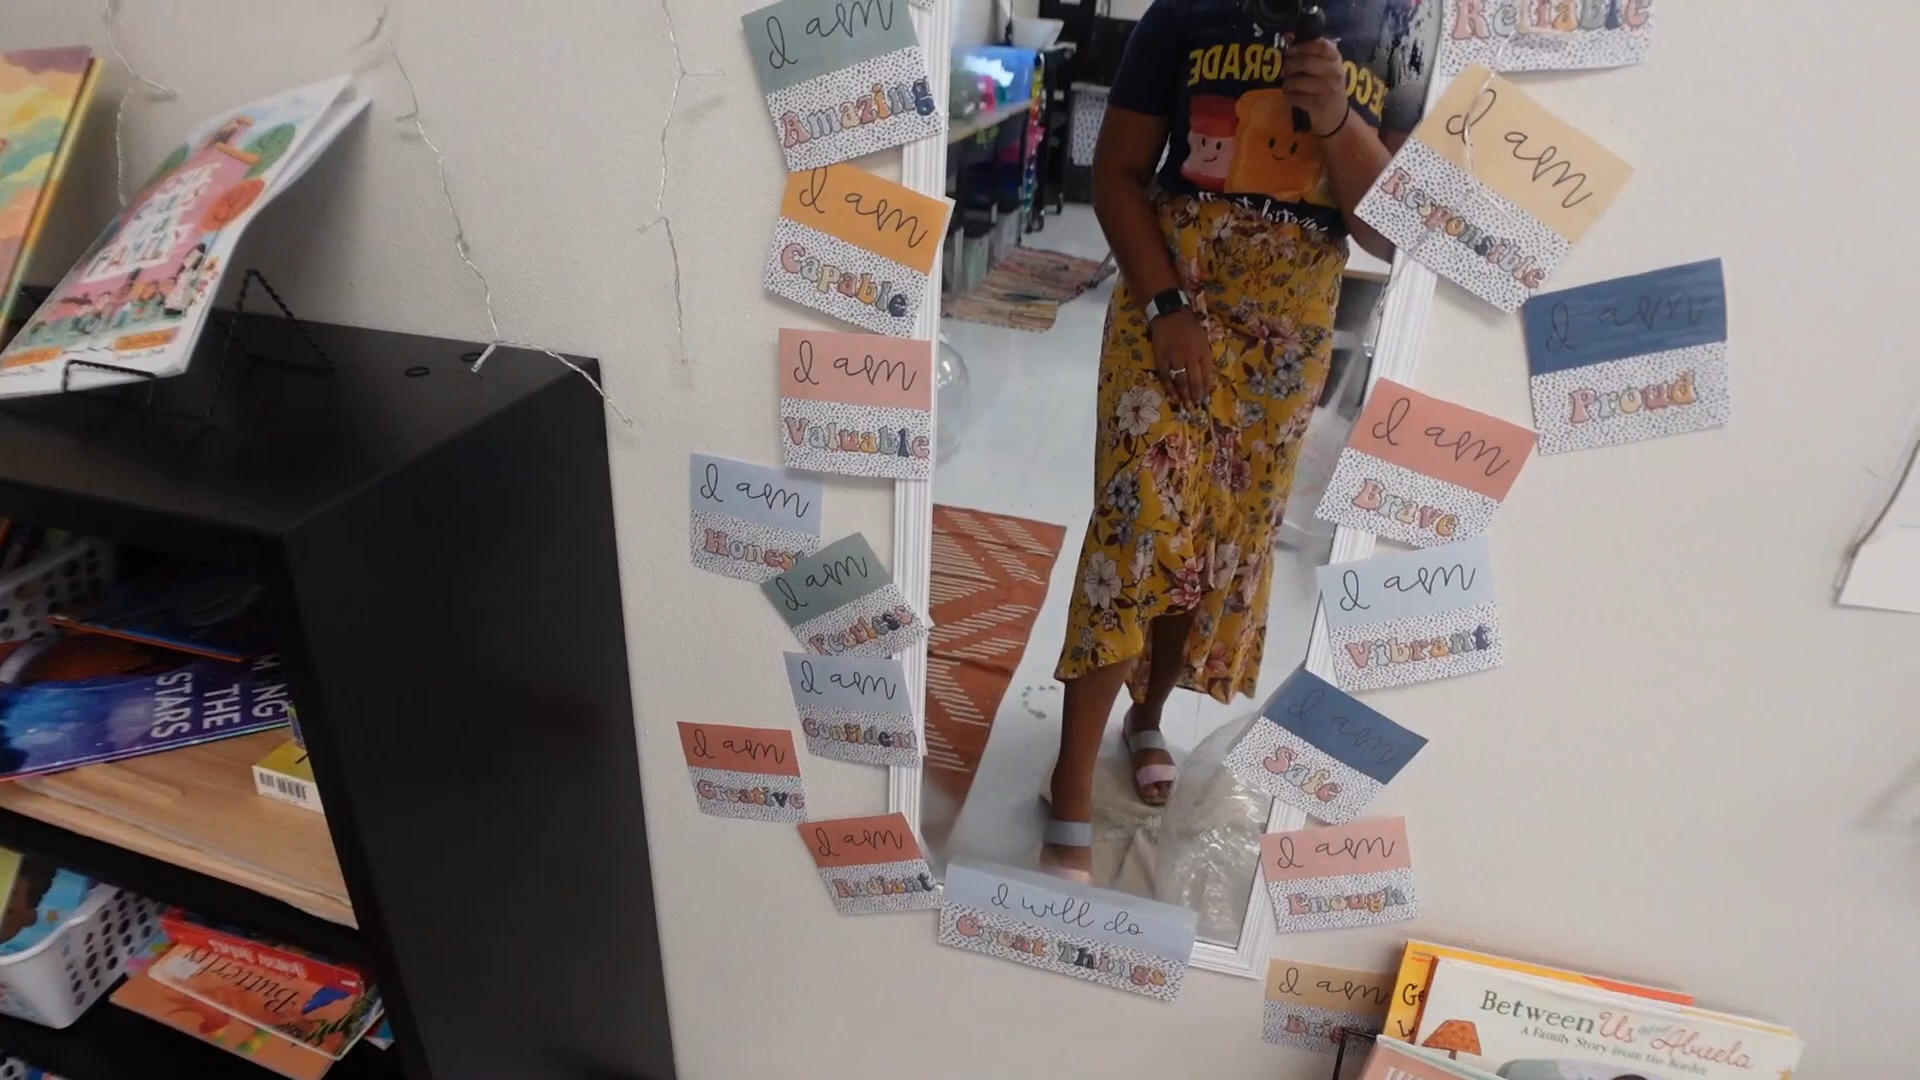 I am
Amazing
I am
Capable
I am
Valuable
I am
Honest
I am
Fearless
I am
Confident
I am
Creative
I am
Radiant
I will do
Great Things
Reliable
I am
Responsible
I am
Proud
I am
Brave
I am
Vibrant
I am
Safe
I am
Enough
I am
GRADE
FAMILY
THE
STARS
Butterfly
Between Us and Abuela
A Family Story from the Border